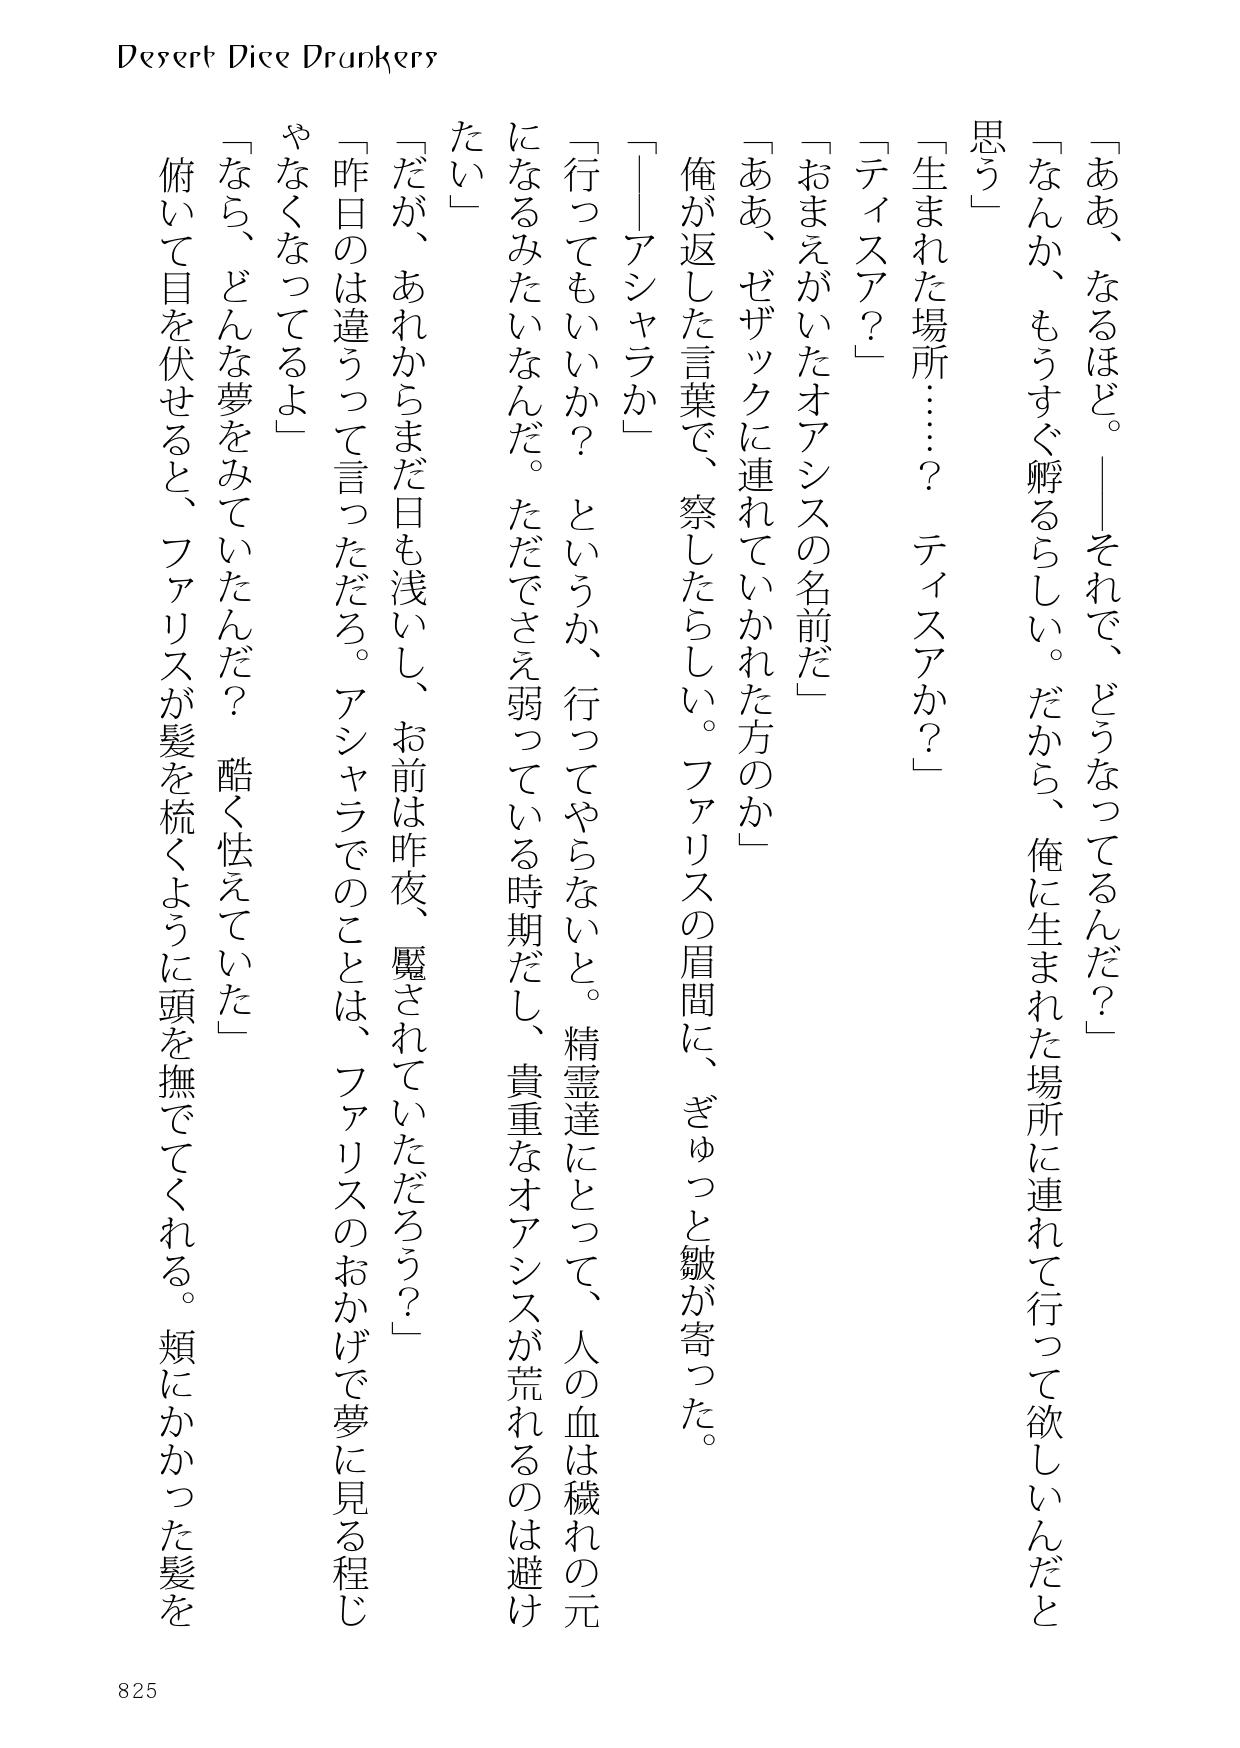 Desert Dice Drunkers
「ああ、なるほど。――それで、どうなってるんだ？」
「なんか、もうすぐ孵るらしい。だから、俺に生まれた場所に連れて行って欲しいんだと
思う」
「生まれた場所……？　ティスアか？」
「ティスア？」
「おまえがいたオアシスの名前だ」
「ああ、ゼザックに連れていかれた方のか」
　俺が返した言葉で、察したらしい。ファリスの眉間に、ぎゅっと皺が寄った。
「――アシャラか」
「行ってもいいか？　というか、行ってやらないと。精霊達にとって、人の血は穢れの元
になるみたいなんだ。ただでさえ弱っている時期だし、貴重なオアシスが荒れるのは避け
たい」
「だが、あれからまだ日も浅いし、お前は昨夜、魘されていただろう？」
「昨日のは違うって言っただろ。アシャラでのことは、ファリスのおかげで夢に見る程じ
ゃなくなってるよ」
「なら、どんな夢をみていたんだ？　酷く怯えていた」
　俯いて目を伏せると、ファリスが髪を梳くように頭を撫でてくれる。頬にかかった髪を
825